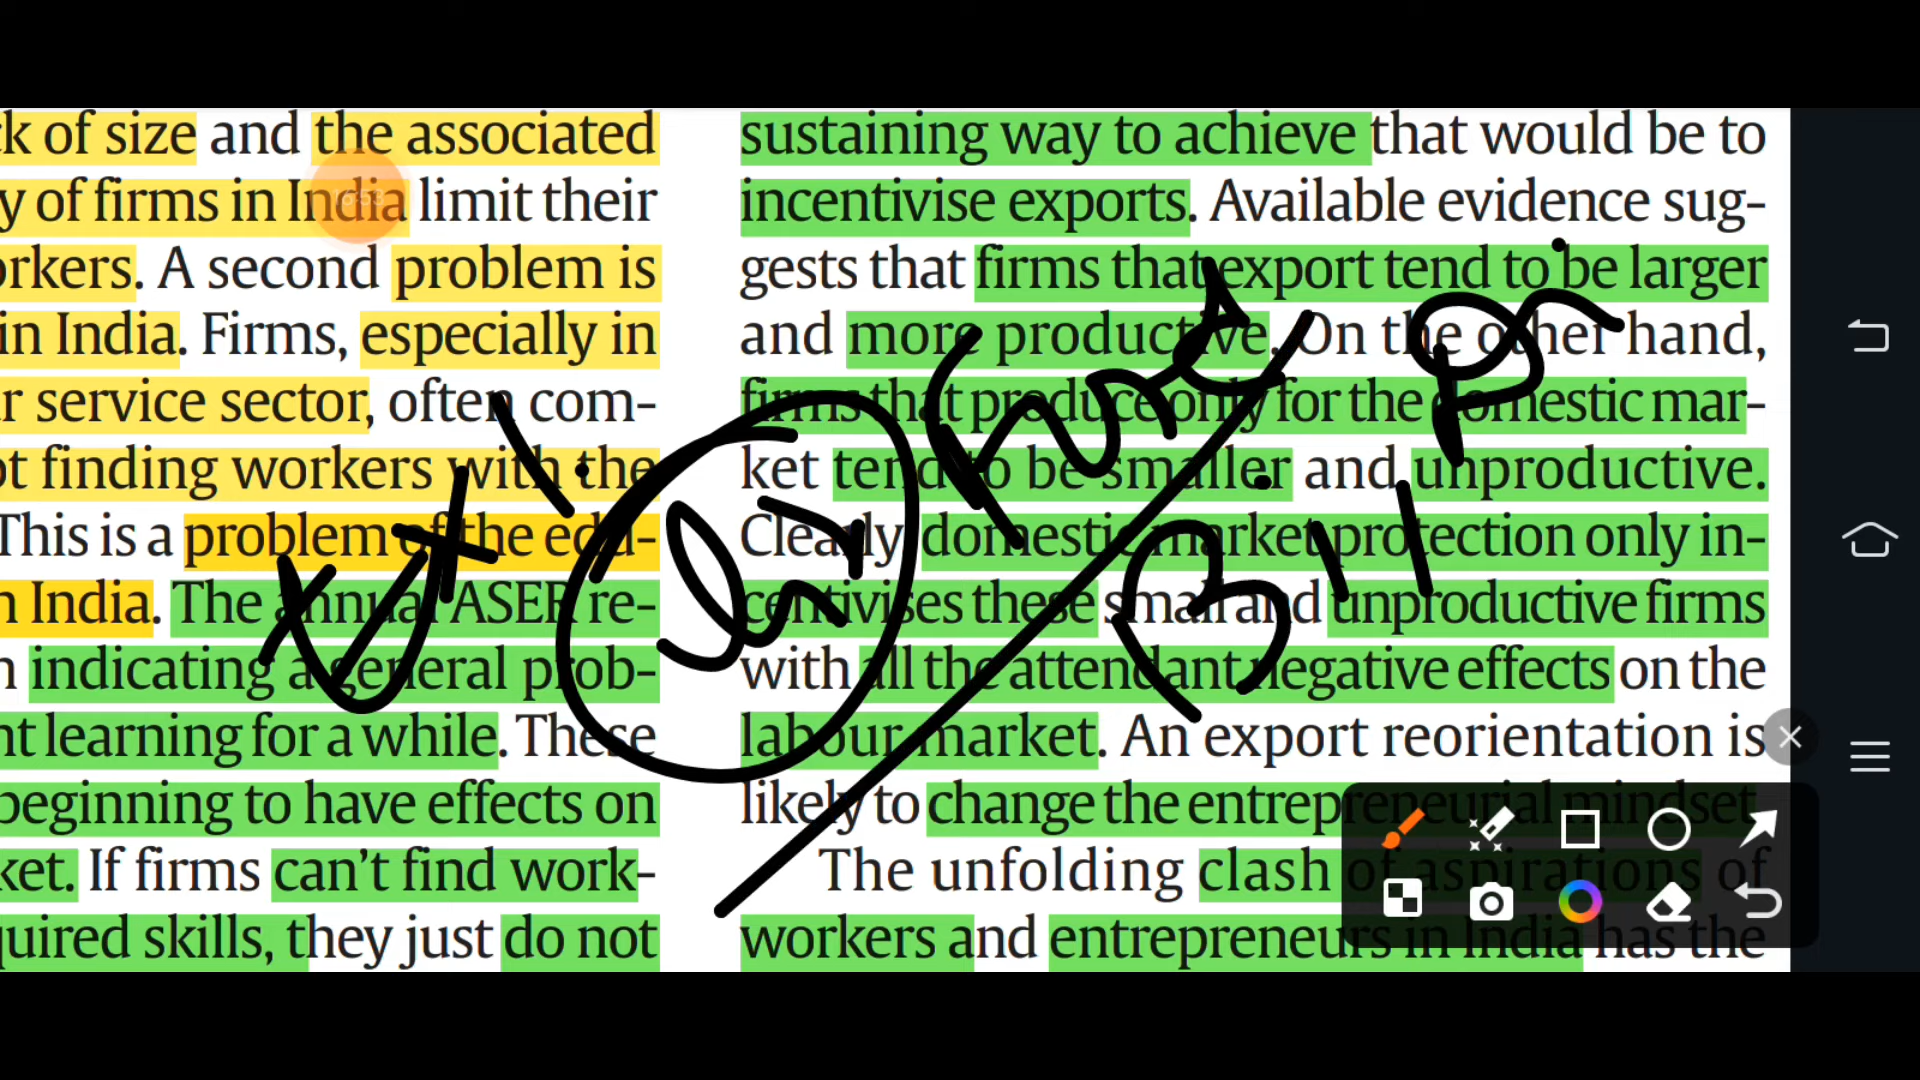 ck of size and the associated
y of firms in India limit their
orkers. A second problem is
in India. Firms, especially in
r service sector, often com-
ot finding workers with the
This is a problem of the edu-
n India. The annual ASER re-
n indicating a general prob-
nt learning for a while. These
beginning to have effects on
ket. If firms can't find work-
quired skills, they just do not
sustaining way to achieve that would be to
incentivise exports. Available evidence sug-
gests that firms that export tend to be larger
and more productive. On the other hand,
firms that produce only for the domestic mar-
ket tend to be smaller and unproductive.
Clearly domestic market protection only in-
centivises these small and unproductive firms
with all the attendant negative effects on the
labour market. An export reorientation is
likely to change the entrepreneurial mindset
The unfolding clash of aspirations of
workers and entrepreneurs in India has the
16:53